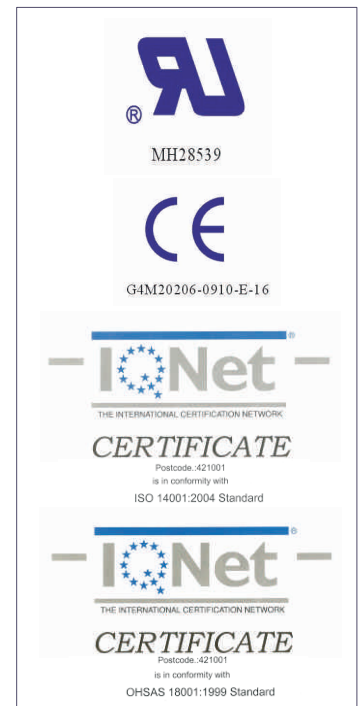 ®
MH28539
CE
G4M20206-0910-E-16
®
IQNet
THE INTERNATIONAL CERTIFICATION NETWORK
CERTIFICATE
Postcode.:421001
is in conformity with
ISO 14001:2004 Standard
®
IQNet
THE INTERNATIONAL CERTIFICATION NETWORK
CERTIFICATE
Postcode.:421001
is in conformity with
OHSAS 18001:1999 Standard